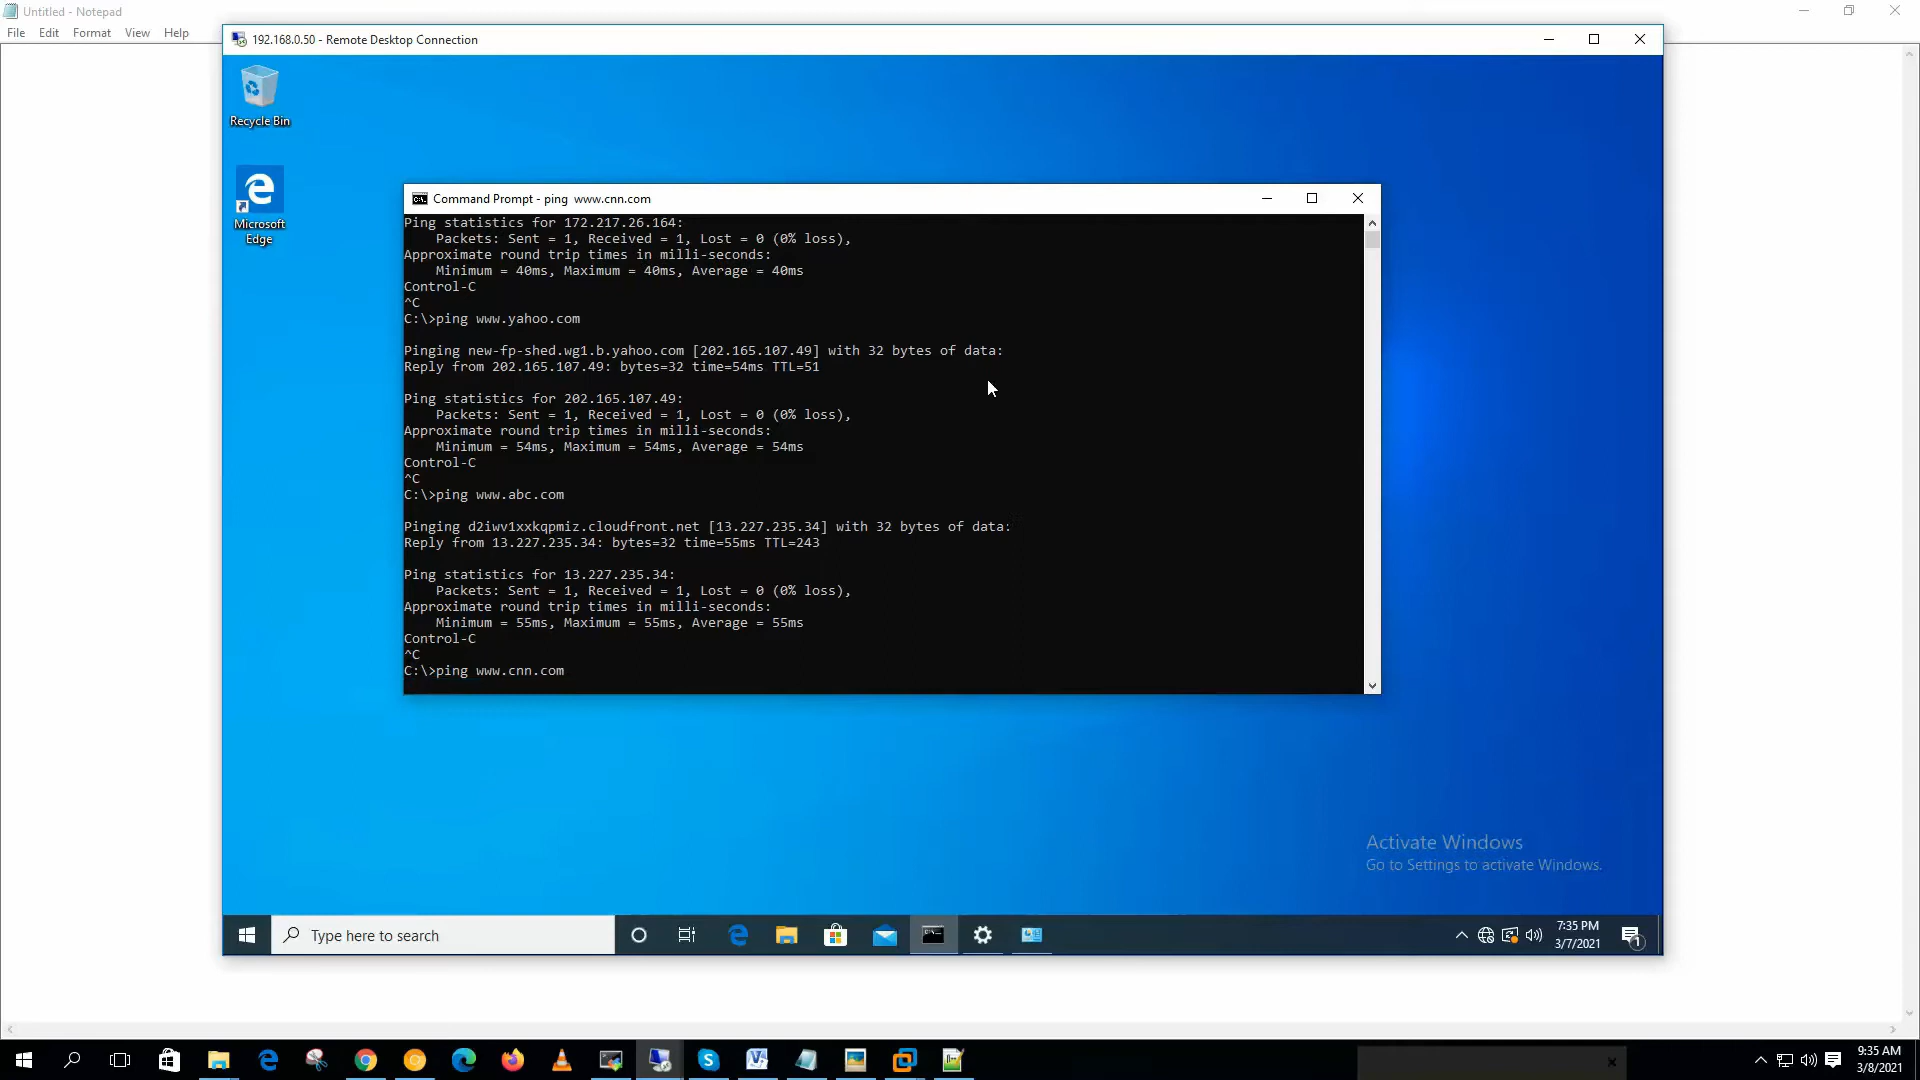 Untitled - Notepad
File Edit Format View Help
192.168.0.50 - Remote Desktop Connection
Recycle Bin
Microsoft
Edge
Command Prompt - ping www.cnn.com
Ping statistics for 172.217.26.164:
    Packets: Sent = 1, Received = 1, Lost = 0 (0% loss),
Approximate round trip times in milli-seconds:
    Minimum = 40ms, Maximum = 40ms, Average = 40ms
Control-C
^C
C:\>ping www.yahoo.com
Pinging new-fp-shed.wg1.b.yahoo.com [202.165.107.49] with 32 bytes of data:
Reply from 202.165.107.49: bytes=32 time=54ms TTL=51
Ping statistics for 202.165.107.49:
    Packets: Sent = 1, Received = 1, Lost = 0 (0% loss),
Approximate round trip times in milli-seconds:
    Minimum = 54ms, Maximum = 54ms, Average = 54ms
Control-C
^C
C:\>ping www.abc.com
Pinging d2iwv1xxkqpmiz.cloudfront.net [13.227.235.34] with 32 bytes of data:
Reply from 13.227.235.34: bytes=32 time=55ms TTL=243
Ping statistics for 13.227.235.34:
    Packets: Sent = 1, Received = 1, Lost = 0 (0% loss),
Approximate round trip times in milli-seconds:
    Minimum = 55ms, Maximum = 55ms, Average = 55ms
Control-C
^C
C:\>ping www.cnn.com
Activate Windows
Go to Settings to activate Windows.
Type here to search
7:35 PM
3/7/2021
1
9:35 AM
3/8/2021